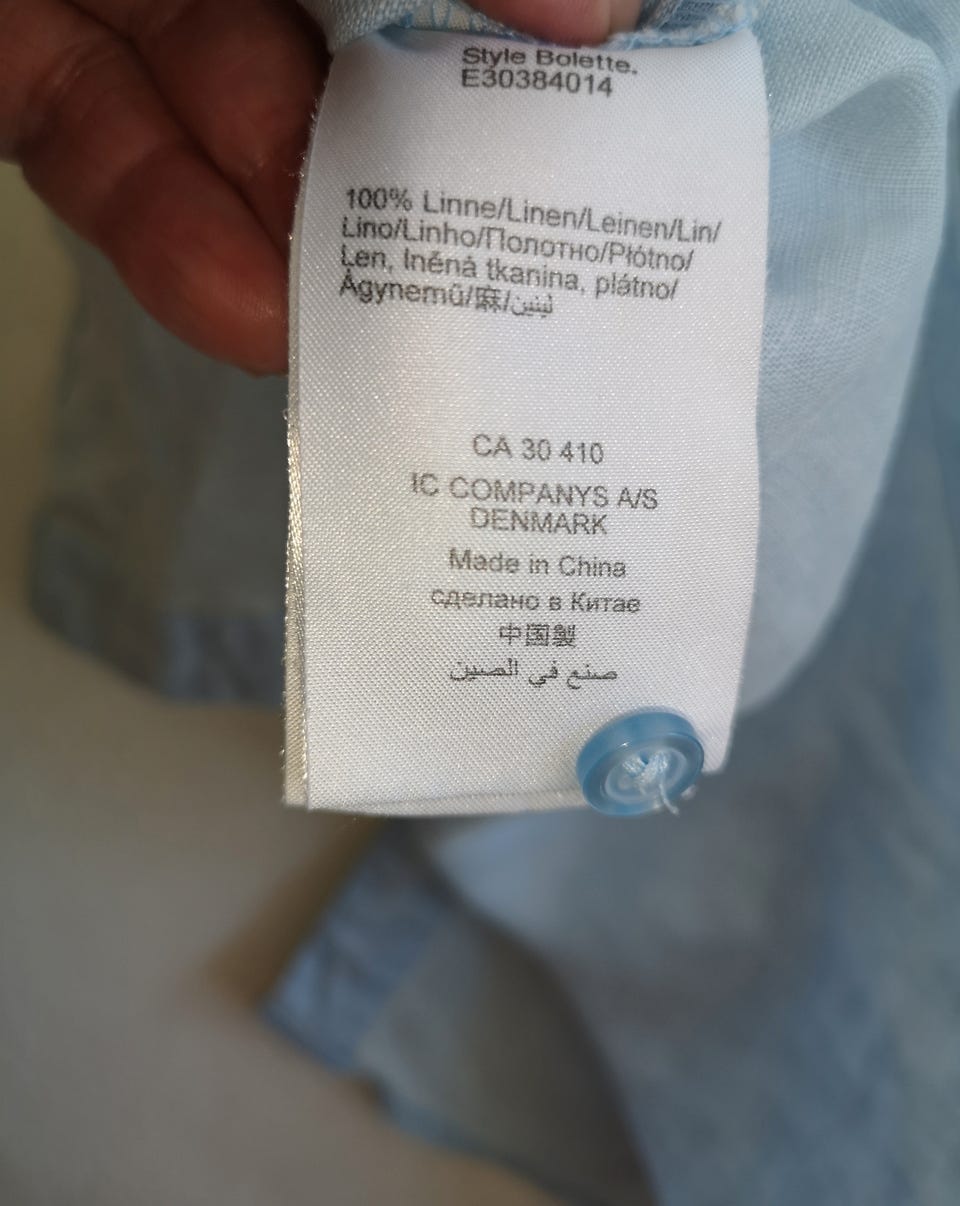 Style Bolette.
E30384014
100% Linne/Linen/Leinen/Lin/
Lino/Linho/Полотно/Płótno/
Len, lněná tkanina, plátno/
Ágynemű/麻/لينين
CA 30 410
IC COMPANYS A/S
DENMARK
Made in China
сделано в Китае
中国製
صنع في الصين